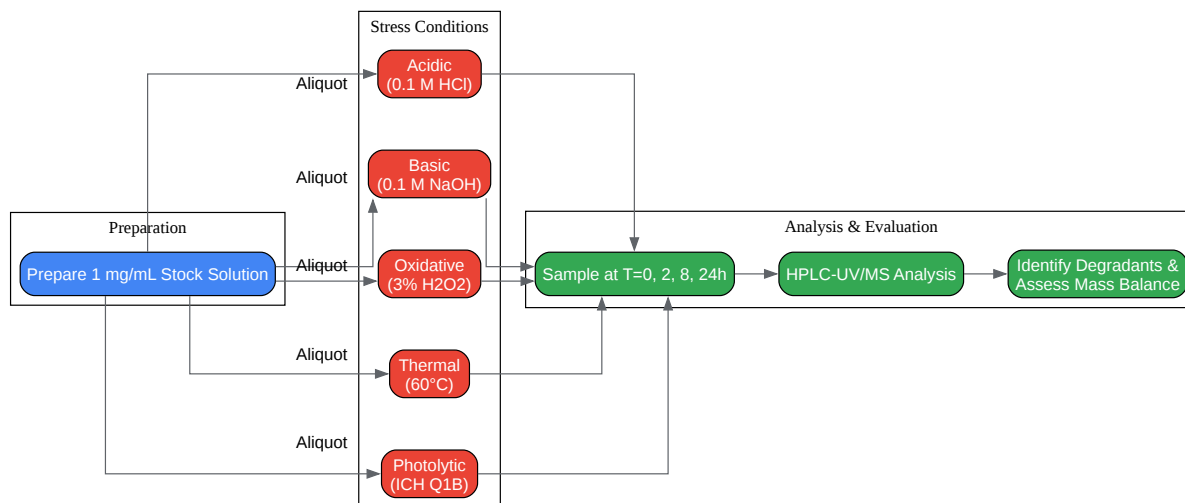 Stress Conditions
Acidic
(0.1 M HCl)
Aliquot
Basic
(0.1 M NaOH)
Aliquot
Preparation
Prepare 1 mg/mL Stock Solution
Aliquot
Oxidative
(3% H2O2)
Analysis & Evaluation
Sample at T=0, 2, 8, 24h
HPLC-UV/MS Analysis
Identify Degradants &
Assess Mass Balance
Aliquot
Thermal
(60°C)
Aliquot
Photolytic
(ICH Q1B)